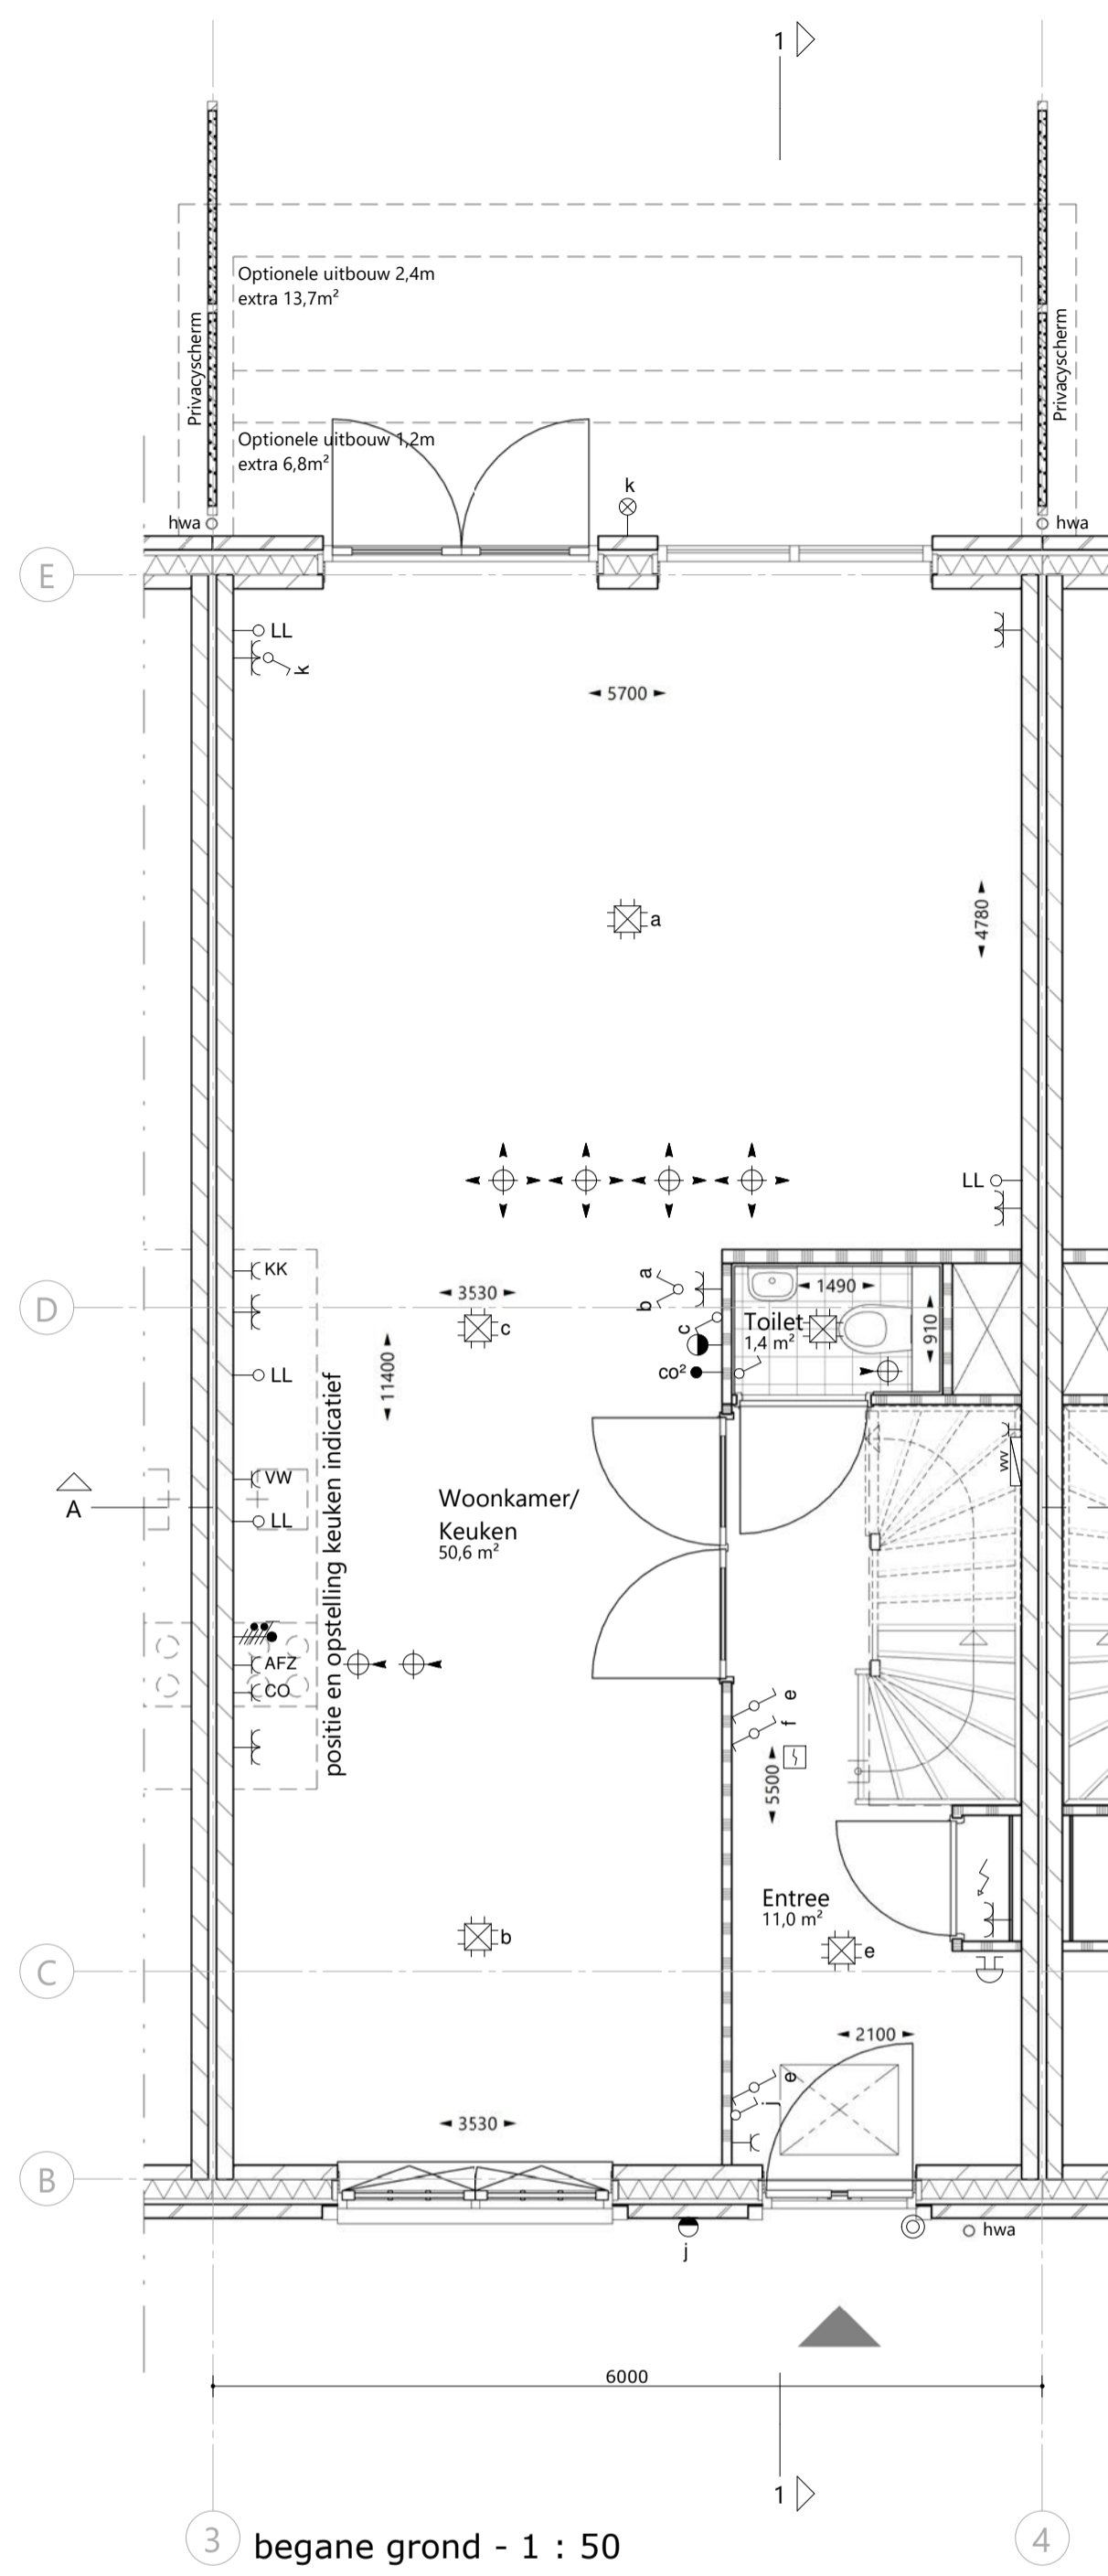 1
Optionele uitbouw 2,4m
extra 13,7m²
Privacyscherm
Privacyscherm
Optionele uitbouw 1,2m
extra 6,8m²
k
hwa
hwa
E
LL
k
5700
a
4780
LL
KK
a
b
1490
D
3530
c
c
Toilet
1,4 m²
910
11400
LL
co²
wv
VW
A
Woonkamer/
Keuken
50,6 m²
LL
positie en opstelling keuken indicatief
AFZ
CO
e
f
5500
Entree
11,0 m²
b
e
C
2100
e
j
3530
B
j
hwa
6000
1
3
begane grond - 1 : 50
4